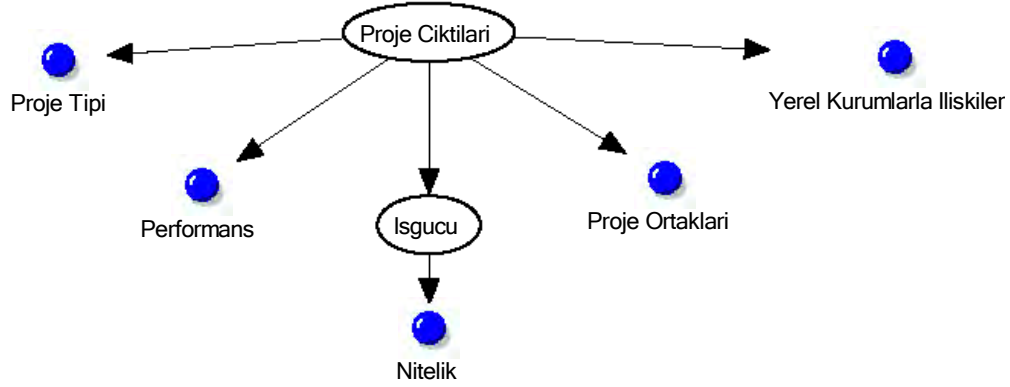 Proje Ciktilari
Proje Tipi
Yerel Kurumlarla Iliskiler
Performans
Isgucu
Proje Ortaklari
Nitelik